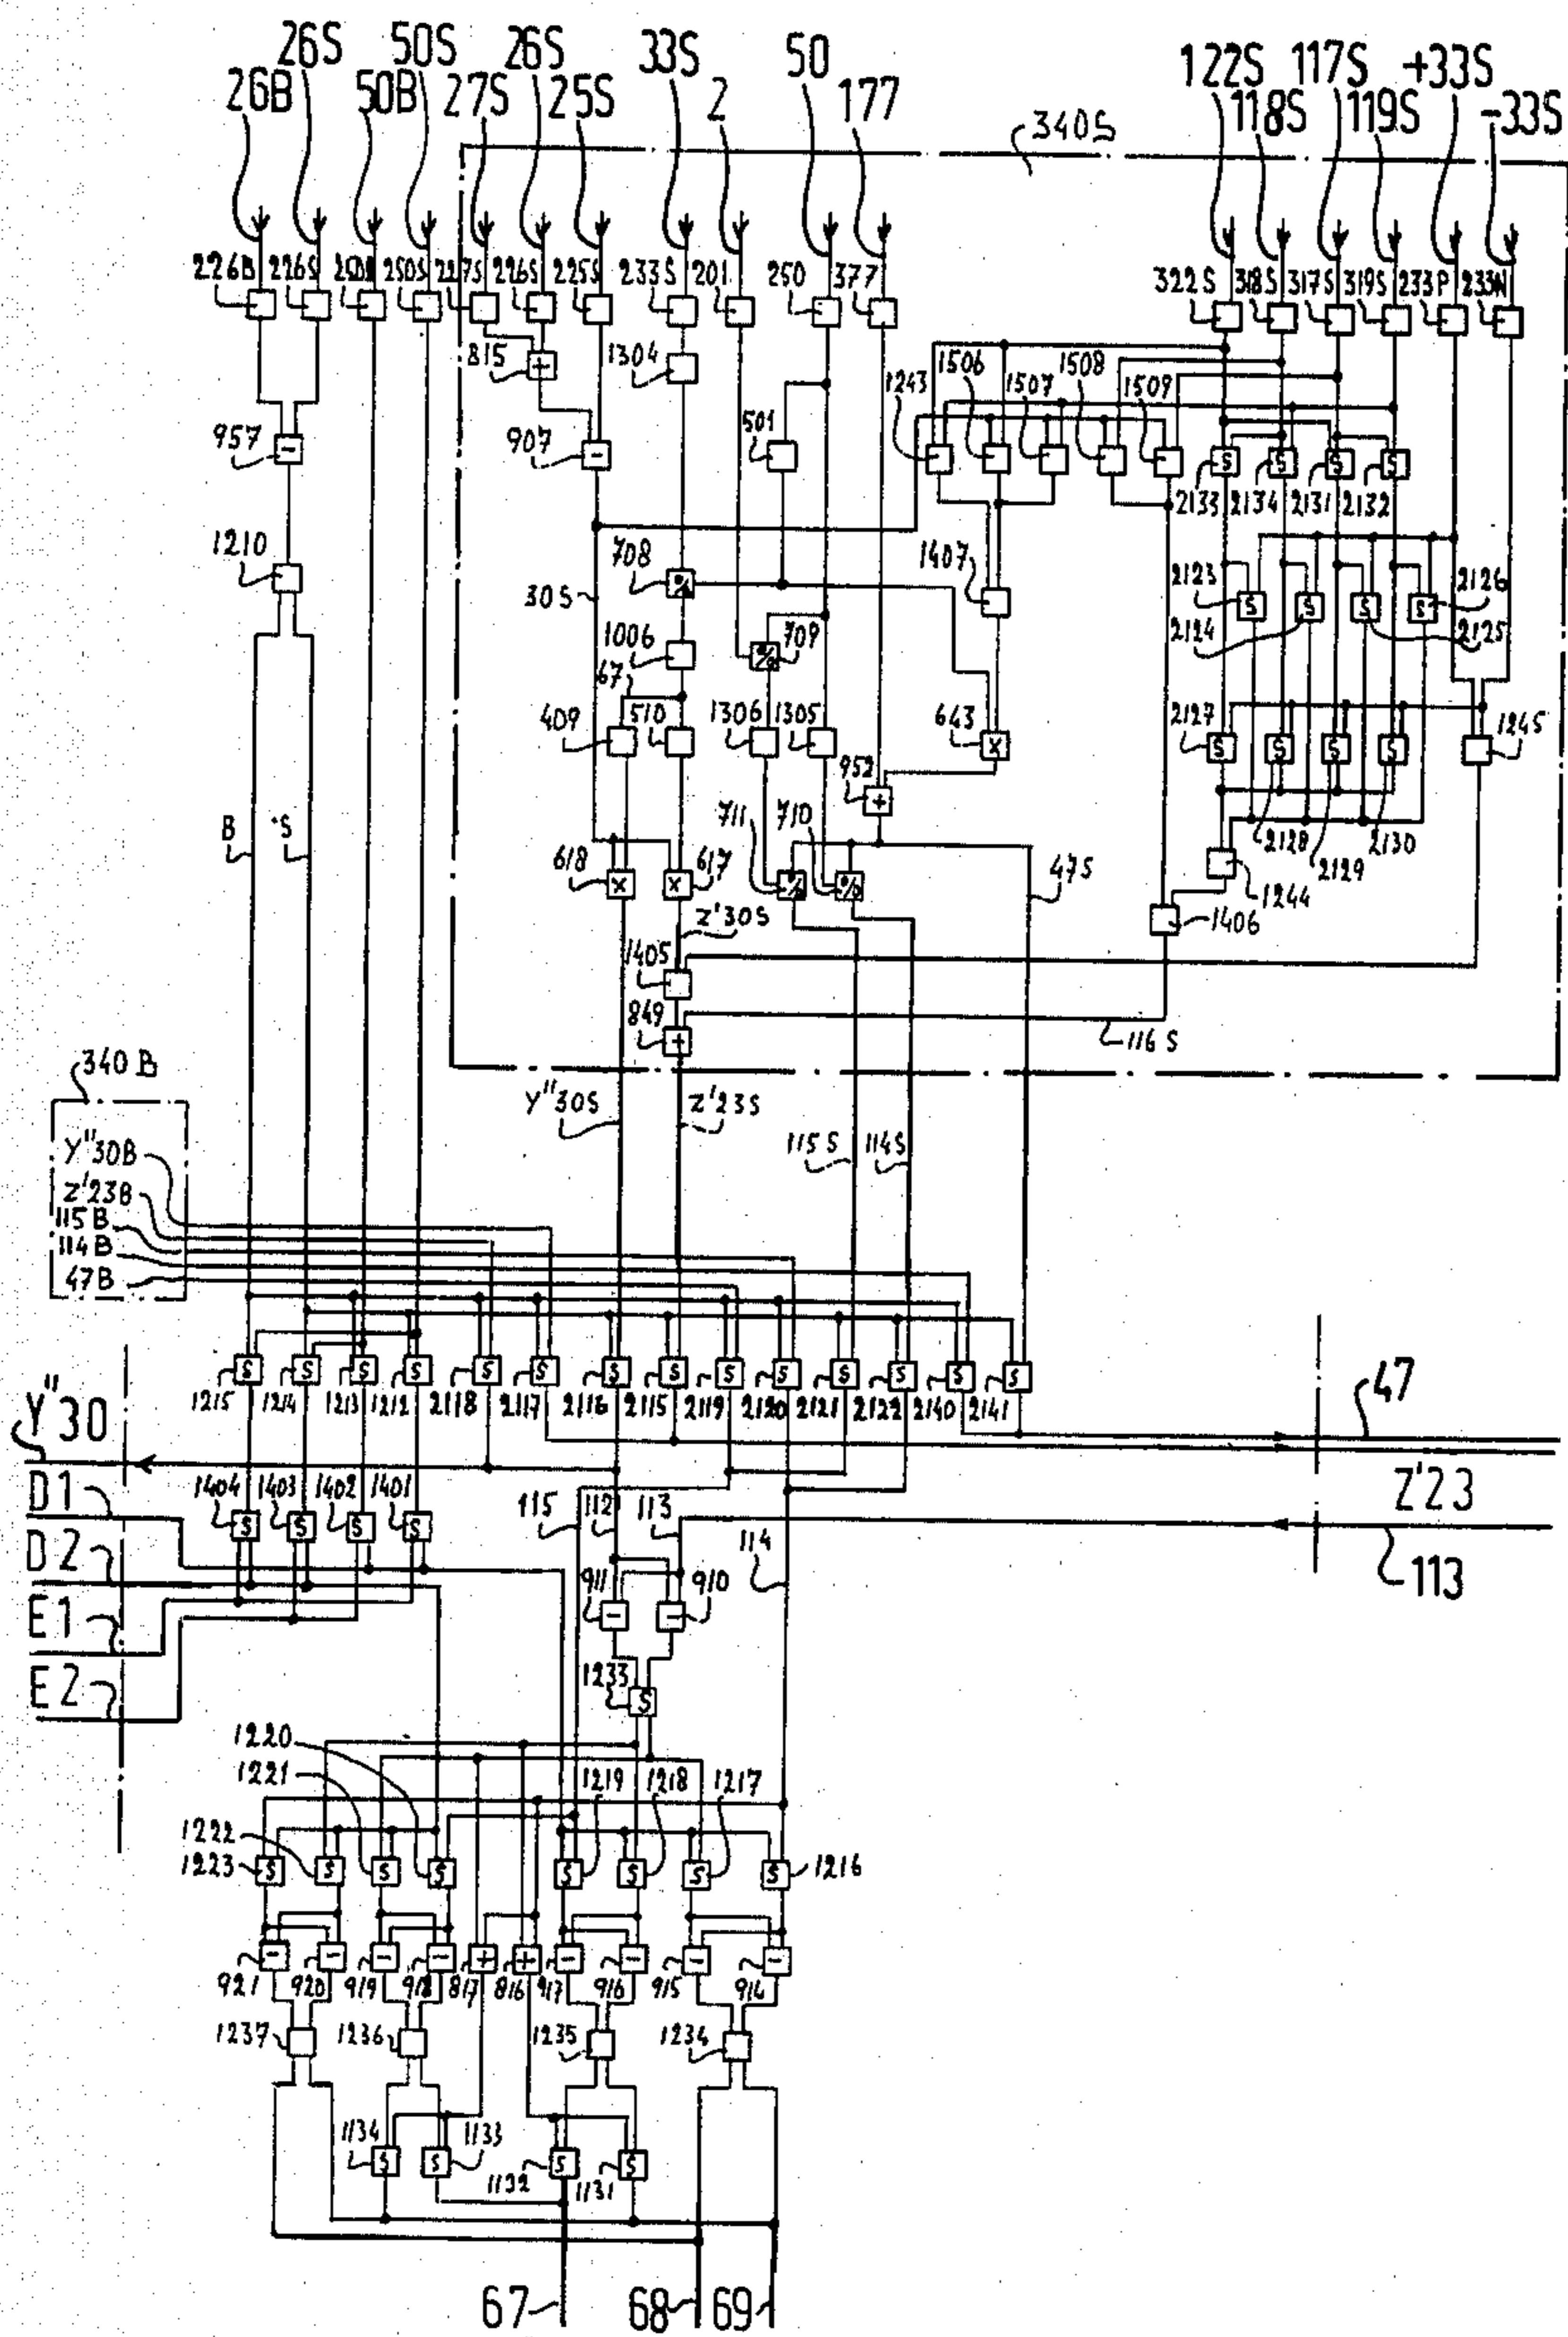 26S 50S 26S 33S 50
26B 50B 27S 25S 2 177
122S 117S +33S
118S 119S -33S
340S
226B 226S 250B 250S 227S 226S 225S 233S 201 250 377
322S 318S 317S 319S 233P 233N
815 + 1304
1243 1506 1507 1508 1509
957 - 907 - 501
S S S S
2133 2134 2131 2132
1210
708 % 1407
30S
2123 2126
S S S S
2124 2125
1006 709 %
67
409 510 1306 1305 643 x
2127 S S S S 1245
952 +
B S
711 710
2128 2129 2130
618 x x 617 % %
47S
1244
Z'30S 1406
1405
849 +
116S
340B
Y"30S Z'23S
Y"30B
115S 114S
Z'23B
115B
114B
47B
S S S S S S S S S S S S S S
1215 1214 1213 1212 2118 2117 2116 2115 2119 2120 2121 2122 2140 2141
47
Y"30
D1 1404 1403 1402 1401 115 112 113 Z'23
S S S S
D2 114
113
911 910
E1 - -
1233
E2 S
1220
1221 1219 1218 1217
1222
1223 S S S S S S S S 1216
- - - - + + - - - -
921 920 919 918 817 816 917 916 915 914
1237 1236 1235 1234
1134 1133
S S S S
1132 1131
67 68 69